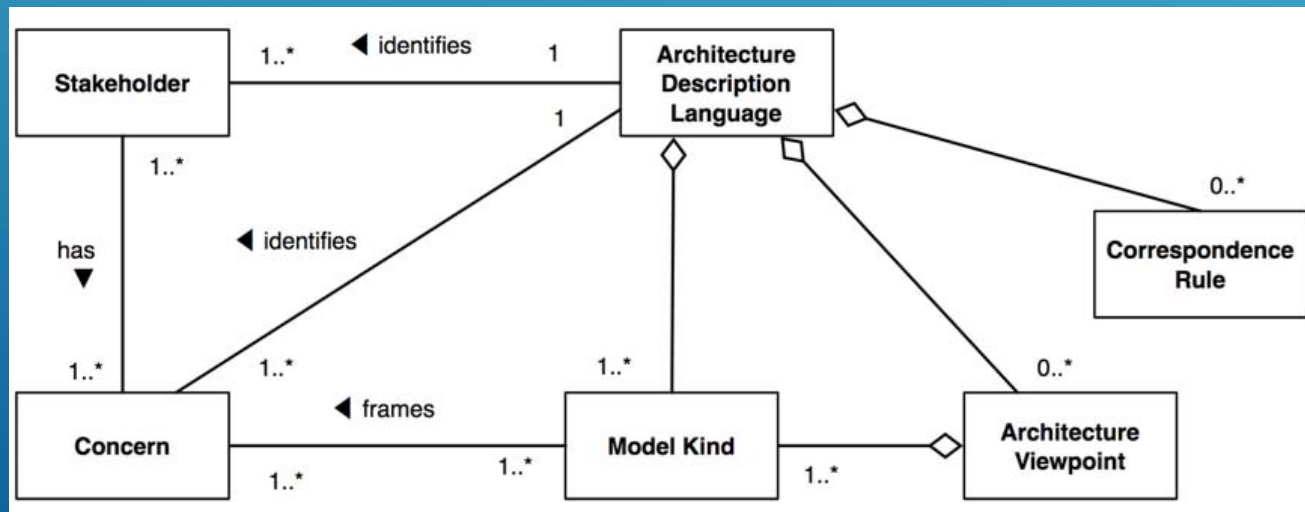 1..*
◀ identifies
1
Stakeholder
Architecture
Description
Language
1
1..*
0..*
◀ identifies
has
▼
Correspondence
Rule
1..*
1..*
1..*
0..*
◀ frames
Concern
Model Kind
Architecture
Viewpoint
1..*
1..*
1..*